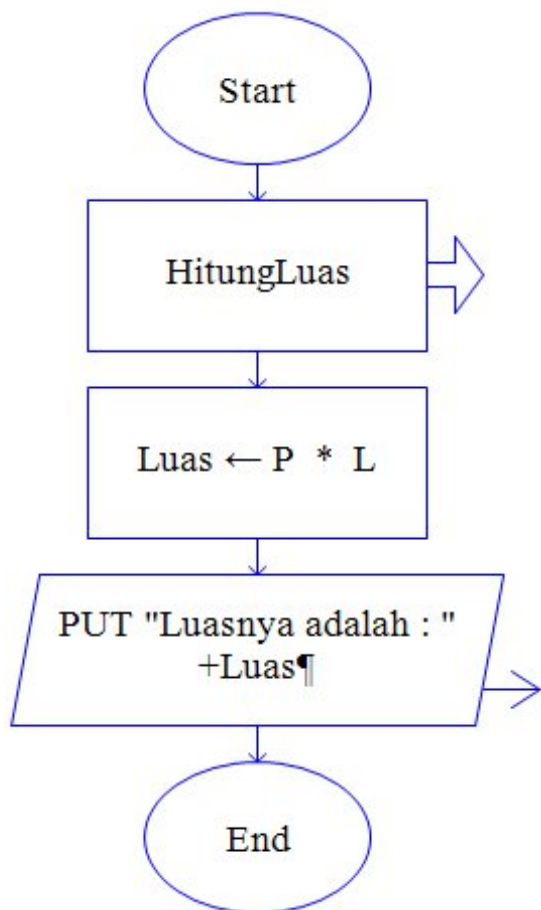 Start
HitungLuas
Luas ← P * L
PUT "Luasnya adalah : "
+Luas¶
End